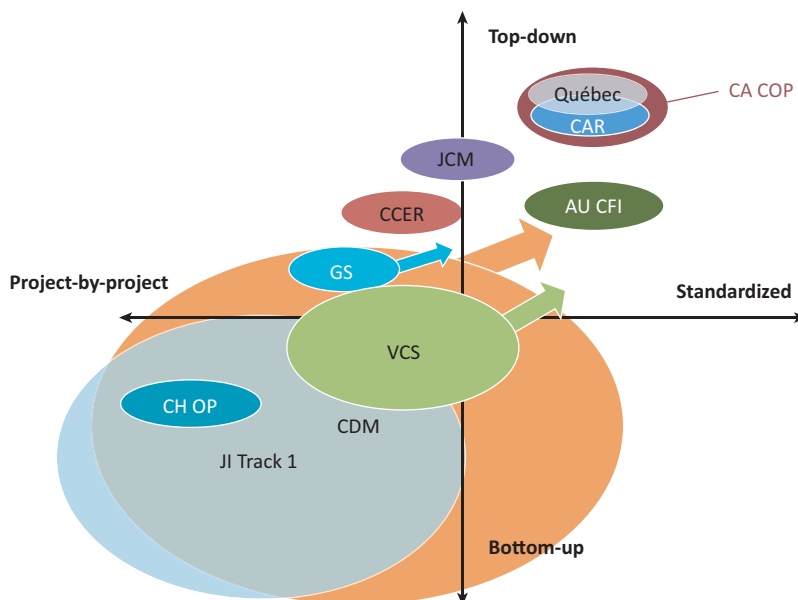 Top-down
Québec
CA COP
CAR
JCM
CCER
AU CFI
GS
Project-by-project
Standardized
VCS
CH OP
CDM
JI Track 1
Bottom-up